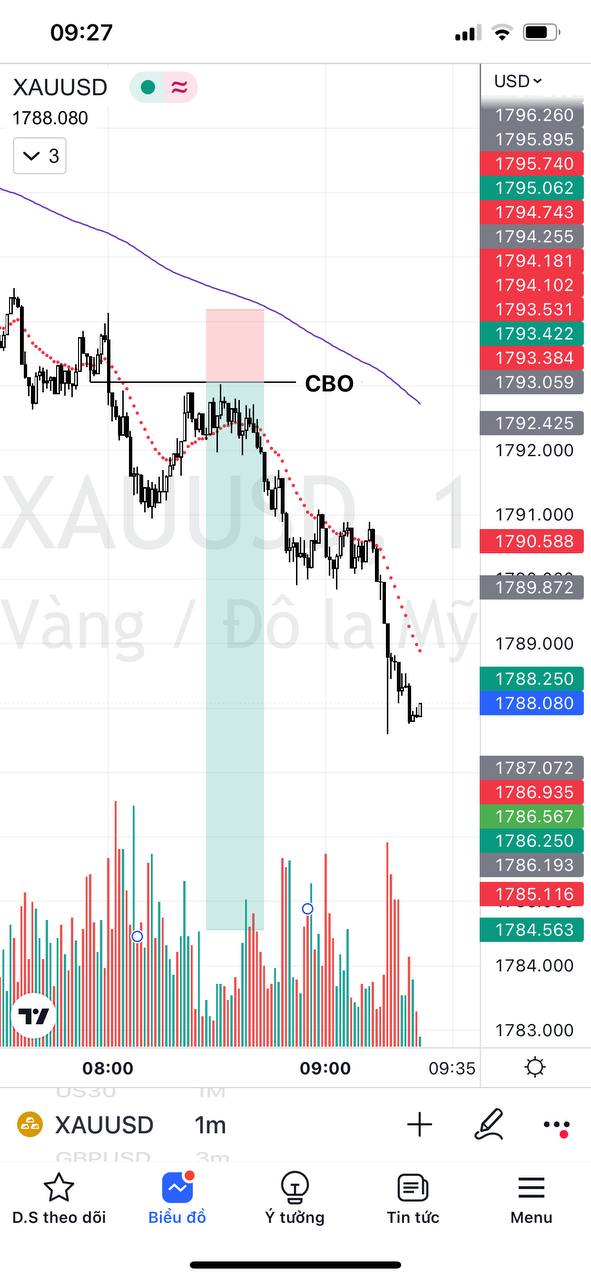 09:27
XAUUSD
USD
1788.080
3
1796.260
1795.895
1795.740
1795.062
1794.743
1794.255
1794.181
1794.102
1793.531
1793.422
1793.384
1793.059
CBO
1792.425
1792.000
XAUUSD, 1
1791.000
1790.588
1789.872
Vàng / Đô la Mỹ
1789.000
1788.250
1788.080
1787.072
1786.935
1786.567
1786.250
1786.193
1785.116
1784.563
1784.000
1783.000
08:00
09:00
09:35
US30
1M
XAUUSD
1m
GBPUSD
3m
D.S theo dõi
Biểu đồ
Ý tưởng
Tin tức
Menu